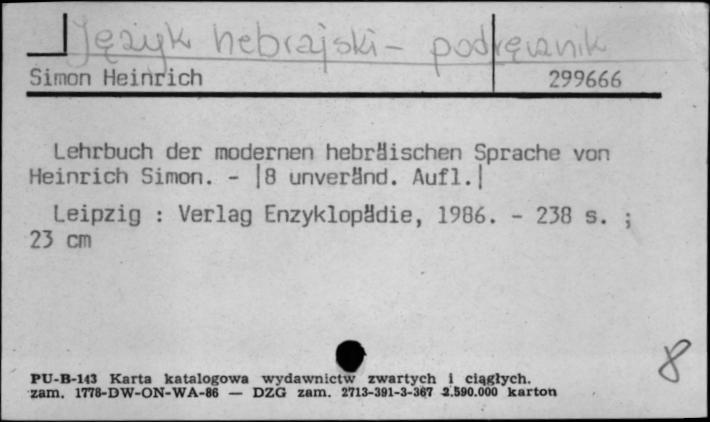 Język hebrajski - podręcznik
Simon Heinrich 299666
Lehrbuch der modernen hebräischen Sprache von
Heinrich Simon. - |8 unveränd. Aufl.|
Leipzig : Verlag Enzyklopädie, 1986. - 238 s. ;
23 cm
8
PU-B-143 Karta katalogowa wydawnictw zwartych i ciągłych.
zam. 1778-DW-ON-WA-86 — DZG zam. 2713-391-3-367 2.590.000 karton